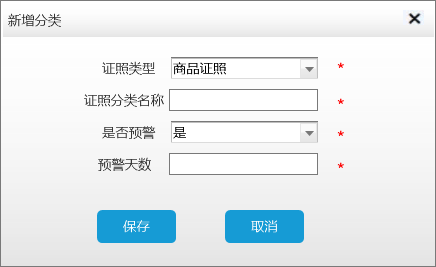 新增分类
证照类型 商品证照 *
证照分类名称 *
是否预警 是 *
预警天数 *
保存 取消